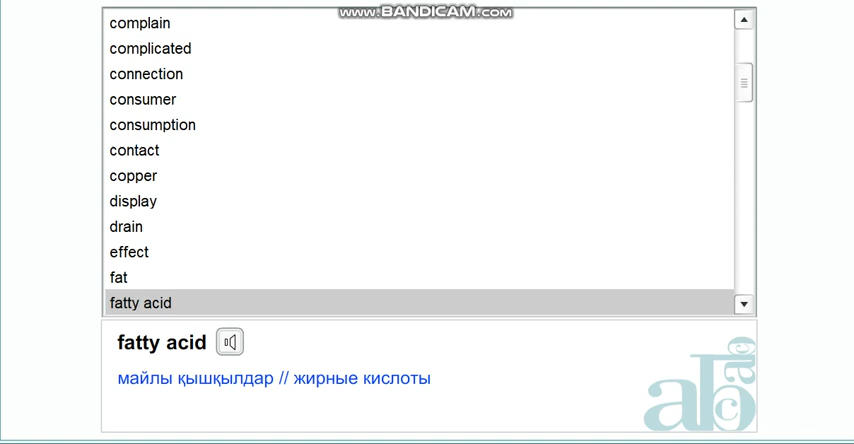 www.BANDICAM.com
complain
complicated
connection
consumer
consumption
contact
copper
display
drain
effect
fat
fatty acid
fatty acid
майлы қышқылдар // жирные кислоты